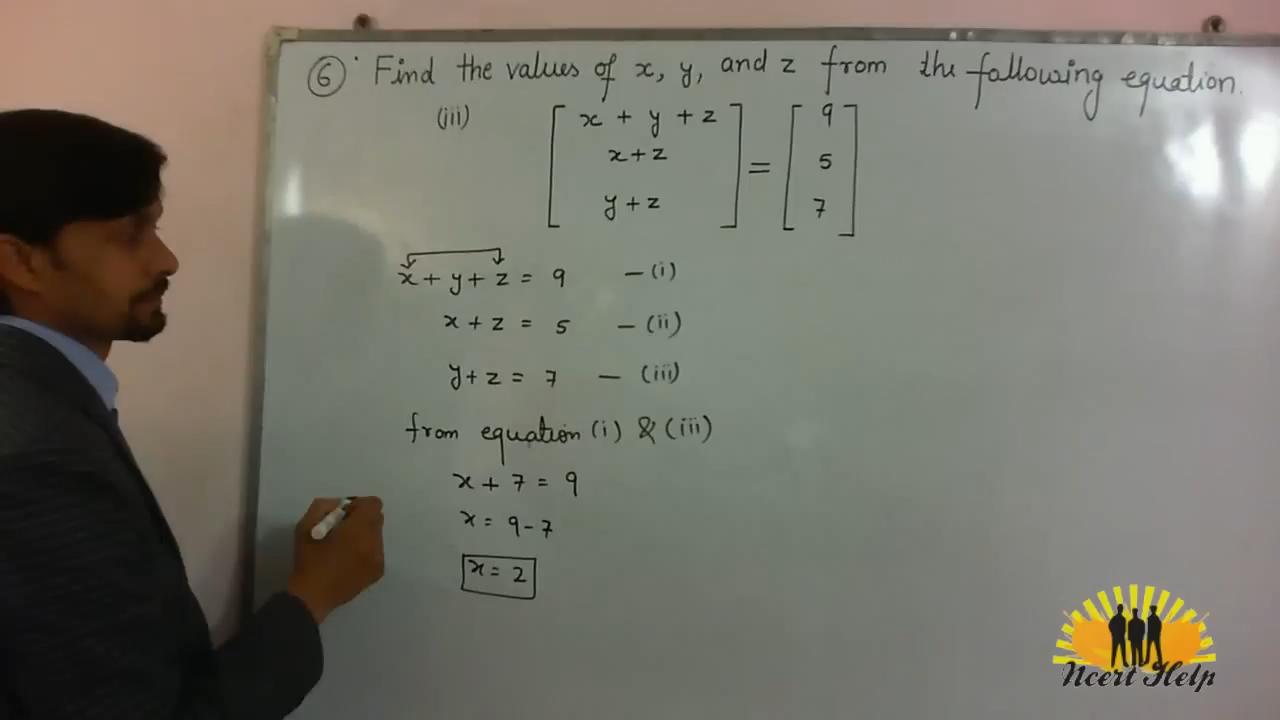 ⑥ Find the values of x, y, and z from the following equation.
(iii) [ x + y + z ] = [ 9 ]
x+z 5
y+z 7
x + y + z = 9 – (i)
x + z = 5 – (ii)
y + z = 7 – (iii)
from equation (i) & (iii)
x + 7 = 9
x = 9 - 7
x = 2
Ncert Help